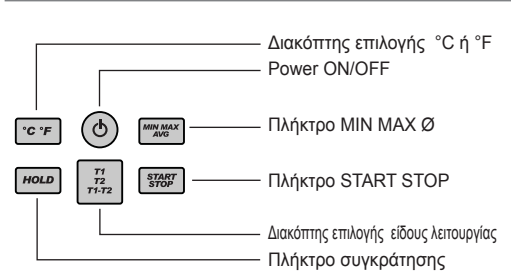 Διακόπτης επιλογής °C ή °F
Power ON/OFF
°C °F
MIN MAX
AVG
Πλήκτρο MIN MAX Ø
HOLD
T1
T2
T1-T2
START
STOP
Πλήκτρο START STOP
Διακόπτης επιλογής είδους λειτουργίας
Πλήκτρο συγκράτησης